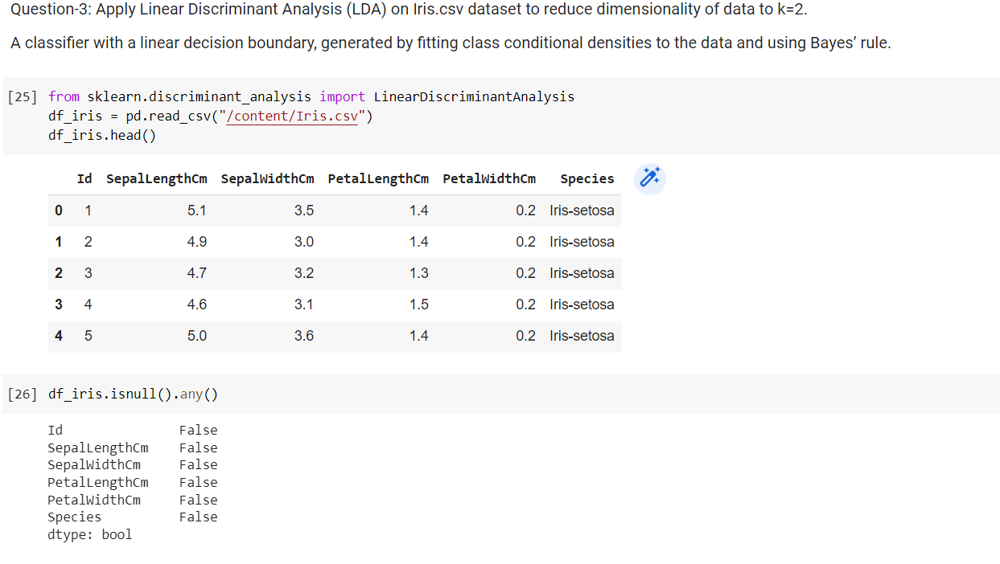 Question-3: Apply Linear Discriminant Analysis (LDA) on Iris.csv dataset to reduce dimensionality of data to k=2.
A classifier with a linear decision boundary, generated by fitting class conditional densities to the data and using Bayes’ rule.
[25] from sklearn.discriminant_analysis import LinearDiscriminantAnalysis
df_iris = pd.read_csv("/content/Iris.csv")
df_iris.head()
Id SepalLengthCm SepalWidthCm PetalLengthCm PetalWidthCm Species
0 1 5.1 3.5 1.4 0.2 Iris-setosa
1 2 4.9 3.0 1.4 0.2 Iris-setosa
2 3 4.7 3.2 1.3 0.2 Iris-setosa
3 4 4.6 3.1 1.5 0.2 Iris-setosa
4 5 5.0 3.6 1.4 0.2 Iris-setosa
[26] df_iris.isnull().any()
Id False
SepalLengthCm False
SepalWidthCm False
PetalLengthCm False
PetalWidthCm False
Species False
dtype: bool